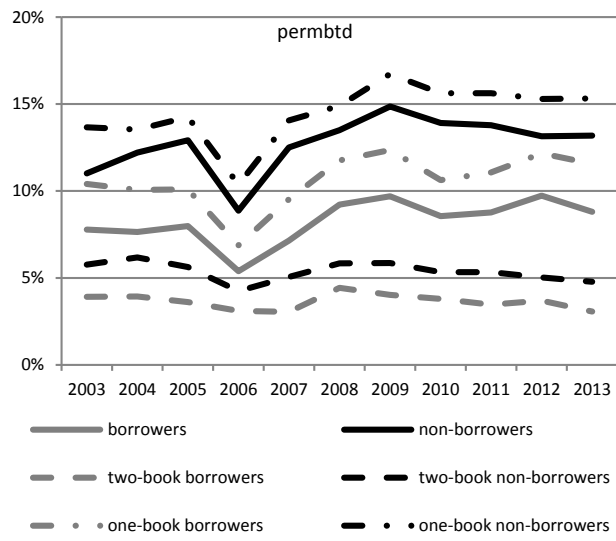 permbtd
20%
15%
10%
5%
0%
2003 2004 2005 2006 2007 2008 2009 2010 2011 2012 2013
borrowers non-borrowers
two-book borrowers two-book non-borrowers
one-book borrowers one-book non-borrowers